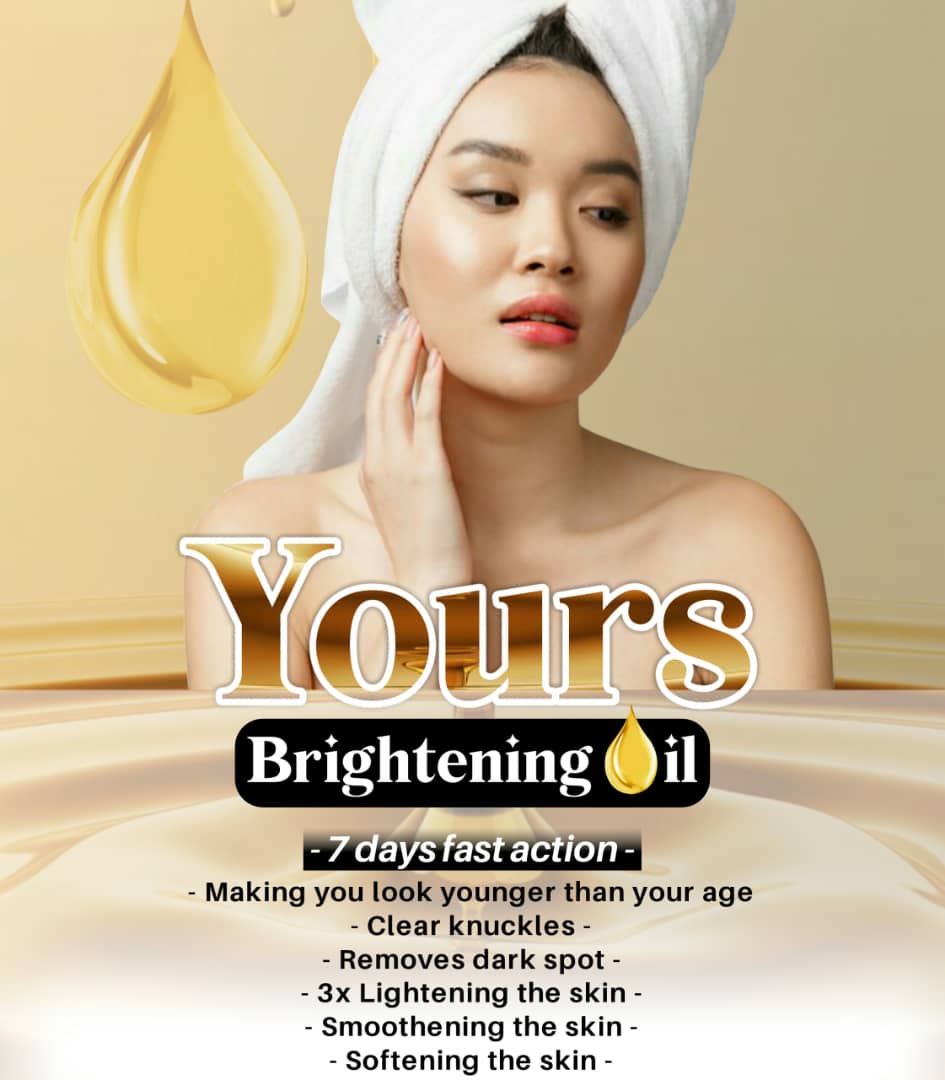 Yours
Brightening Oil
- 7 days fast action -
- Making you look younger than your age
- Clear knuckles -
- Removes dark spot -
- 3x Lightening the skin -
- Smoothening the skin -
- Softening the skin -